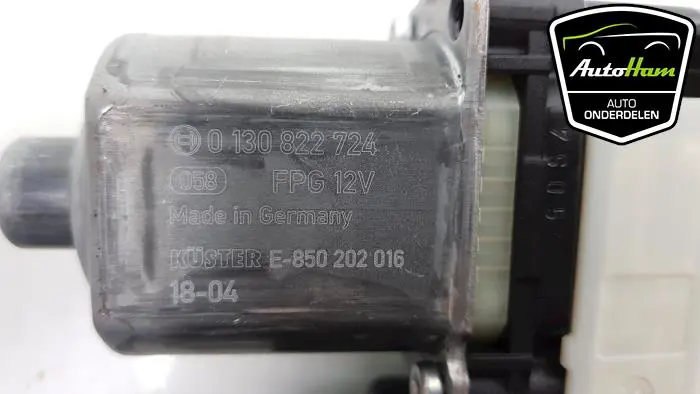 0 130 822 724
058 FPG 12V
Made in Germany
KÜSTER E-850 202 016
18-04
AutoHam
AUTO
ONDERDELEN